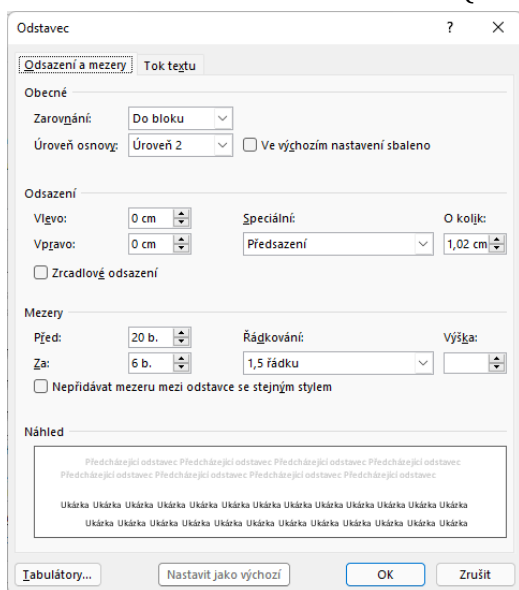 Odstavec ? ×
Odsazení a mezery Tok textu
Obecné
Zarovnání: Do bloku
Úroveň osnovy: Úroveň 2 Ve výchozím nastavení sbaleno
Odsazení
Vlevo: 0 cm Speciální: O kolik:
Vpravo: 0 cm Předsazení 1,02 cm
Zrcadlové odsazení
Mezery
Před: 20 b. Řádkování: Výška:
Za: 6 b. 1,5 řádku
Nepřidávat mezeru mezi odstavce se stejným stylem
Náhled
Předcházející odstavec Předcházející odstavec Předcházející odstavec Předcházející odstavec
Předcházející odstavec Předcházející odstavec Předcházející odstavec Předcházející odstavec
Ukázka Ukázka Ukázka Ukázka Ukázka Ukázka Ukázka Ukázka Ukázka Ukázka Ukázka Ukázka
Ukázka Ukázka Ukázka Ukázka Ukázka Ukázka Ukázka Ukázka Ukázka Ukázka Ukázka
Tabulátory... Nastavit jako výchozí OK Zrušit